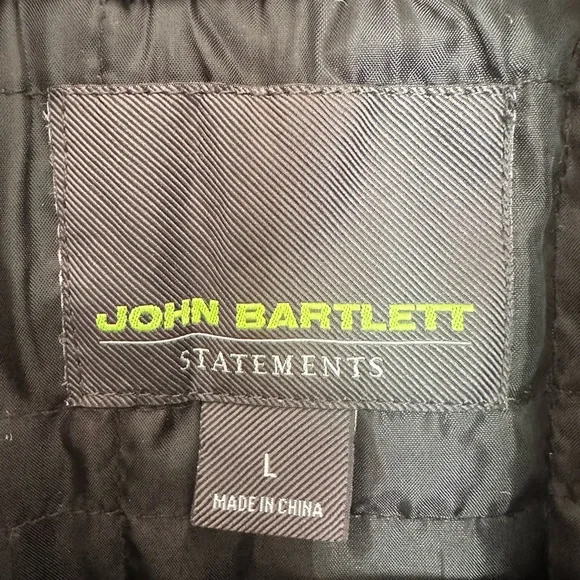 JOHN BARTLETT
STATEMENTS
L
MADE IN CHINA